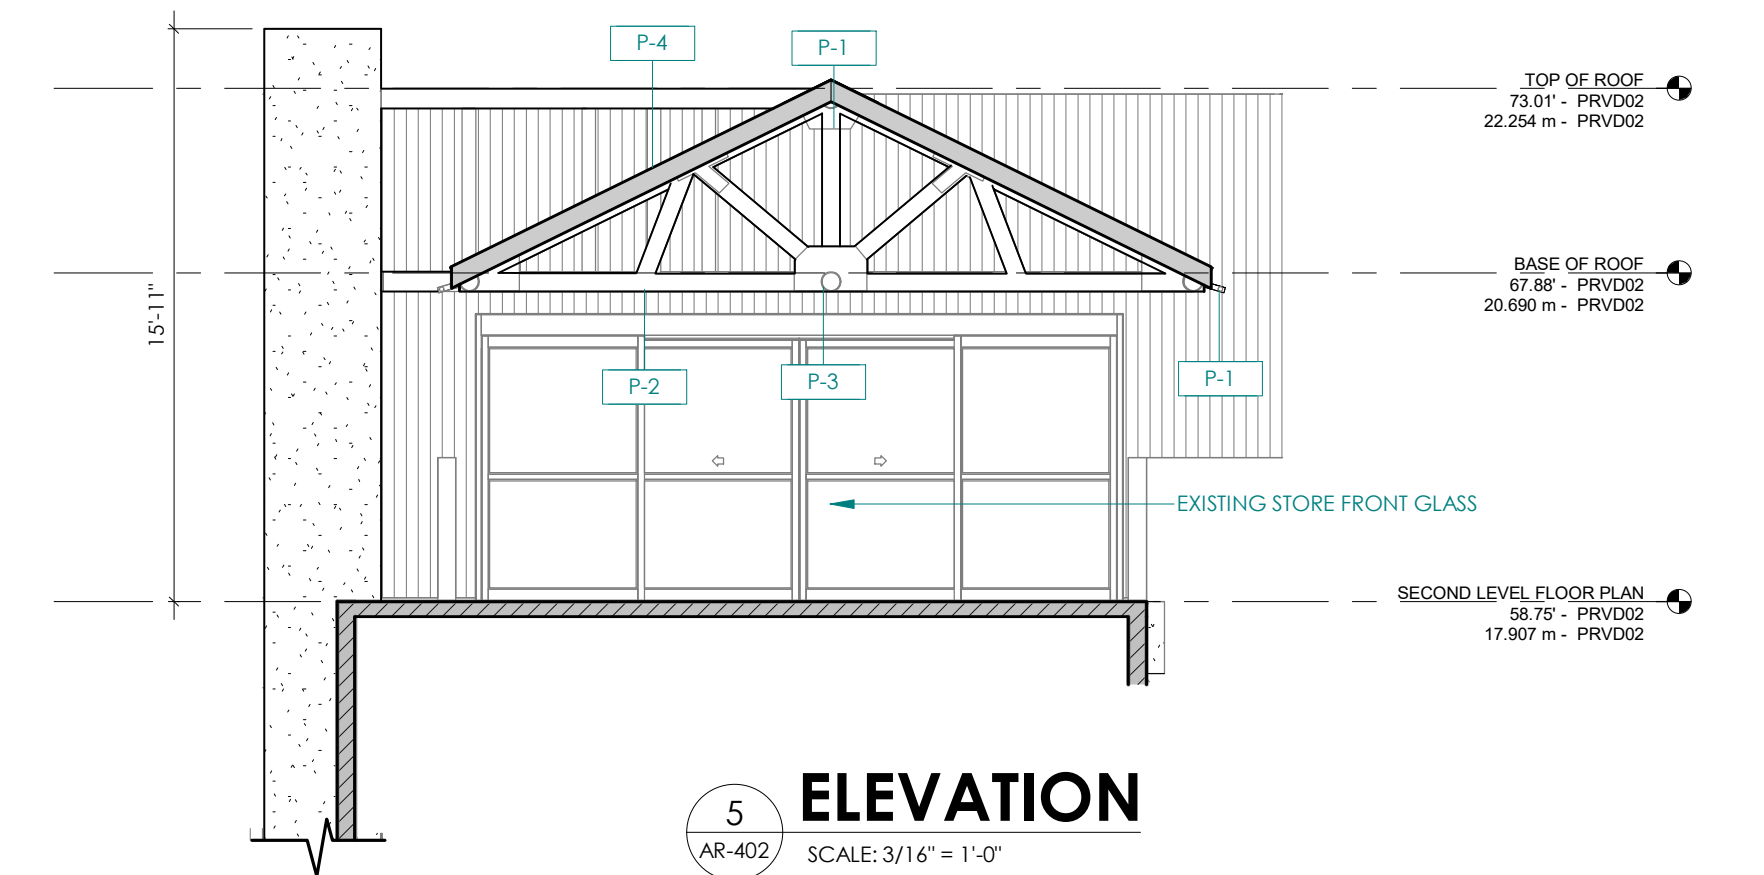 P-4
P-1
TOP OF ROOF
73.01' - PRVD02
22.254 m - PRVD02
BASE OF ROOF
67.88' - PRVD02
20.690 m - PRVD02
15'-11"
P-2
P-3
P-1
EXISTING STORE FRONT GLASS
SECOND LEVEL FLOOR PLAN
58.75' - PRVD02
17.907 m - PRVD02
5
AR-402
ELEVATION
SCALE: 3/16" = 1'-0"